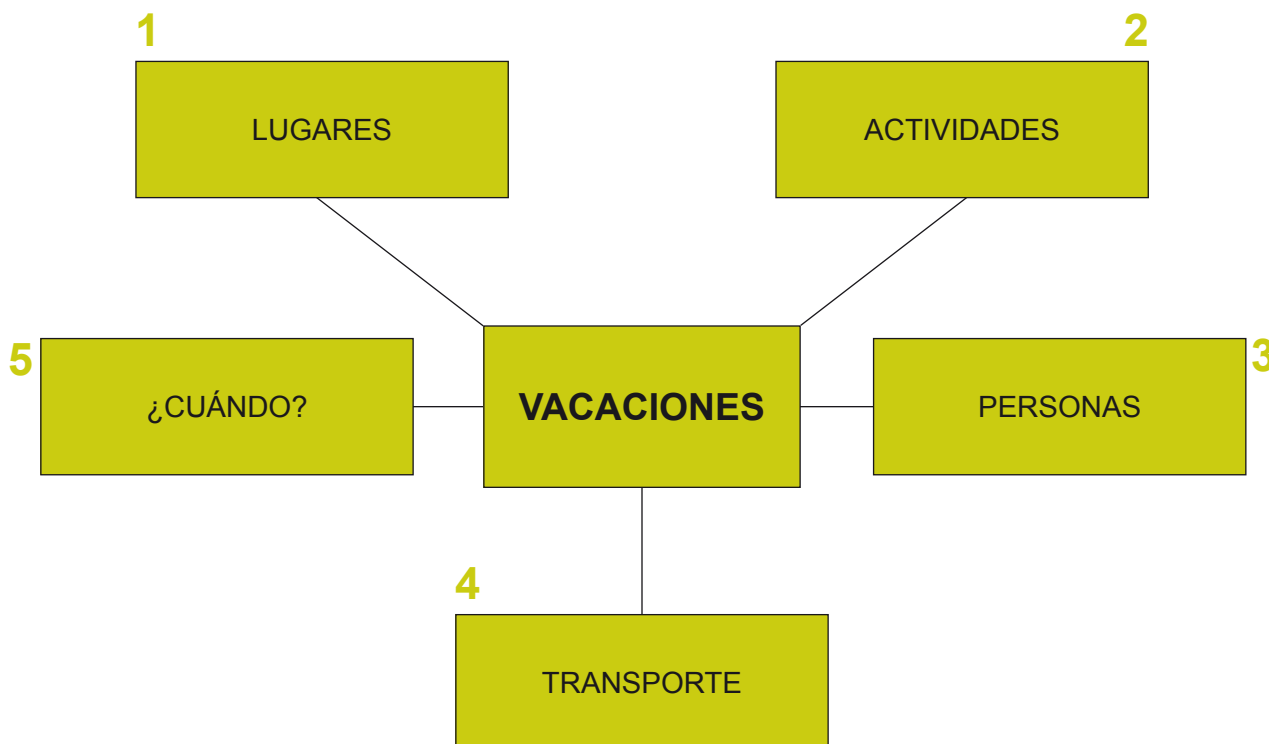 1
LUGARES
2
ACTIVIDADES
5
¿CUÁNDO?
VACACIONES
3
PERSONAS
4
TRANSPORTE